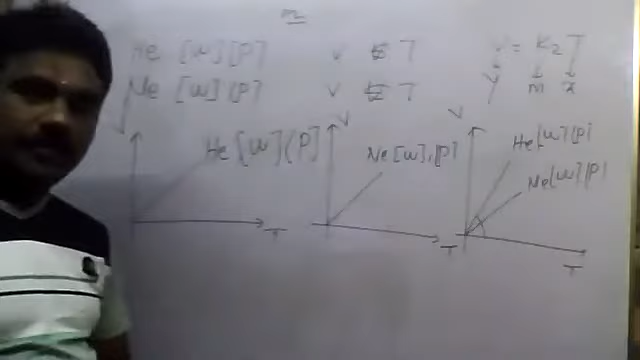 He [W] [P] V ∝ T V = K₂ T
Ne [W] [P] V ∝ T Y m x
V He [W] [P] V Ne [W], [P] V He [W] [P]
Ne [W] [P]
T T T